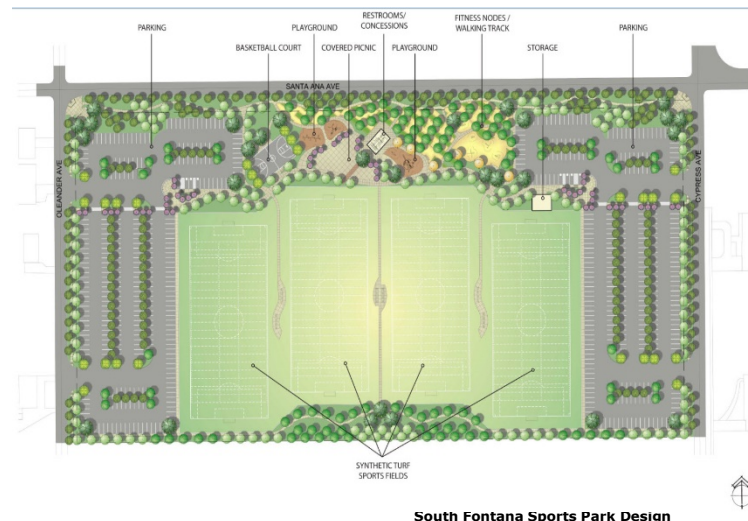 RESTROOMS/
CONCESSIONS
PARKING
PLAYGROUND
FITNESS NODES /
WALKING TRACK
PARKING
BASKETBALL COURT
COVERED PICNIC
PLAYGROUND
STORAGE
SANTA ANA AVE
OLEANDER AVE
CYPRESS AVE
SYNTHETIC TURF
SPORTS FIELDS
South Fontana Sports Park Design